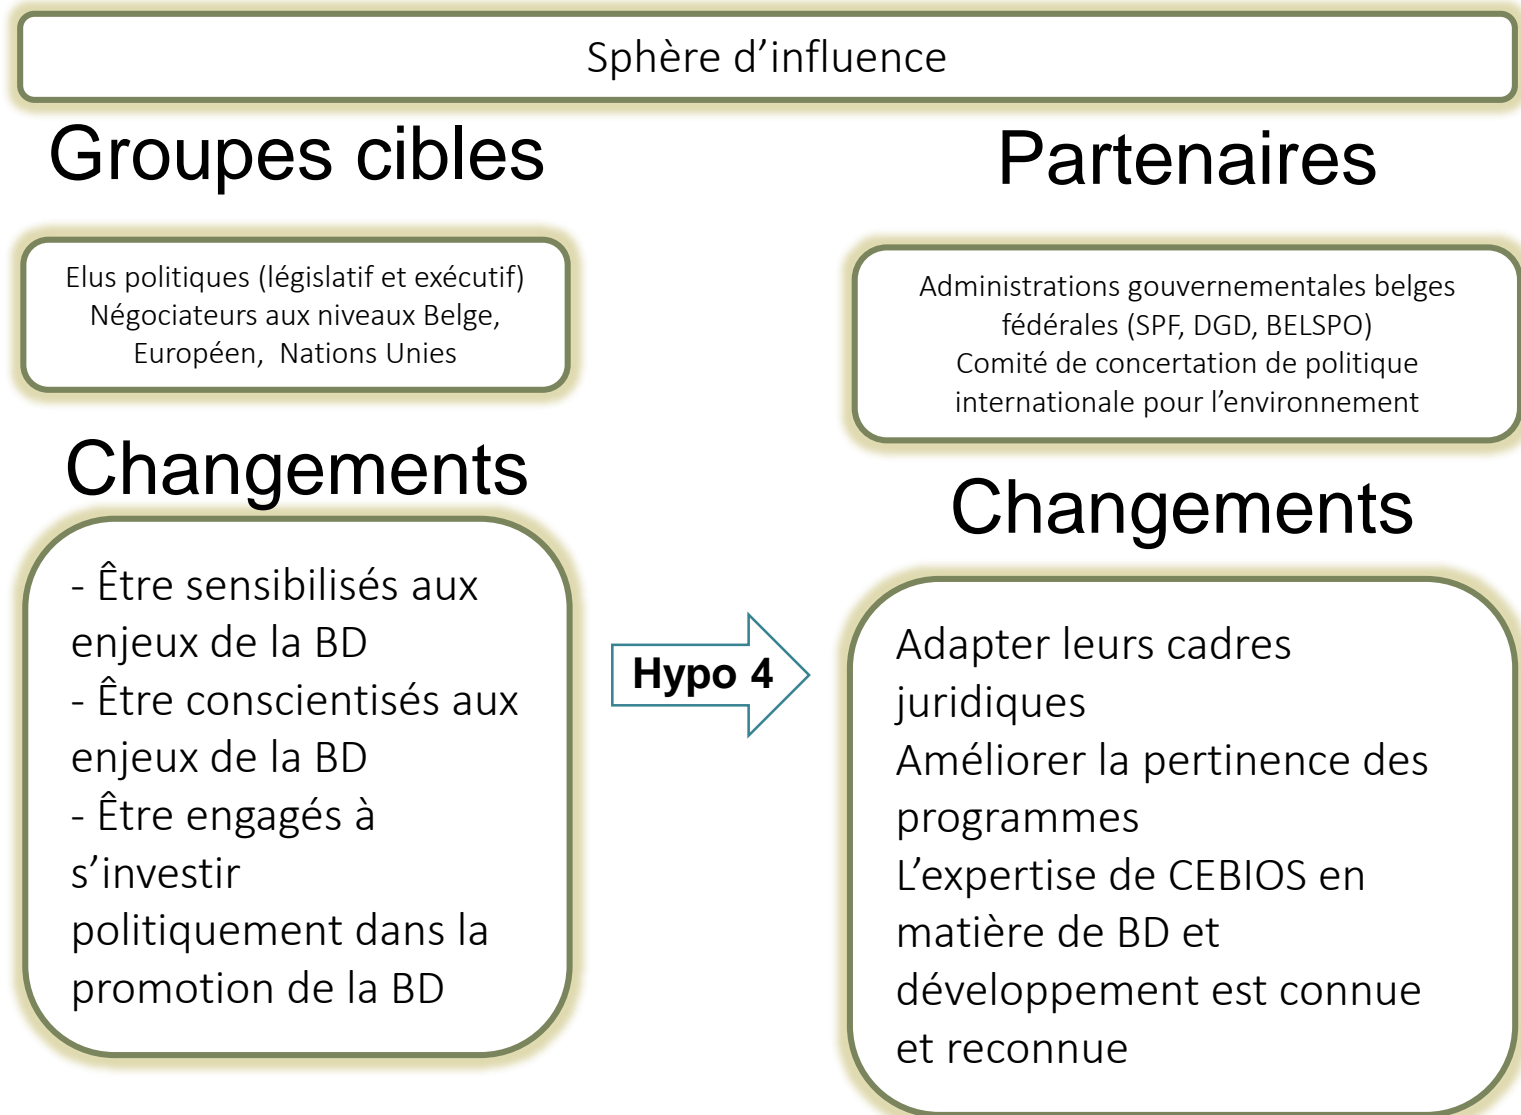 Sphère d’influence
Groupes cibles
Elus politiques (législatif et exécutif)
Négociateurs aux niveaux Belge,
Européen, Nations Unies
Changements
- Être sensibilisés aux
enjeux de la BD
- Être conscientisés aux
enjeux de la BD
- Être engagés à
s’investir
politiquement dans la
promotion de la BD
Hypo 4
Partenaires
Administrations gouvernementales belges
fédérales (SPF, DGD, BELSPO)
Comité de concertation de politique
internationale pour l’environnement
Changements
Adapter leurs cadres
juridiques
Améliorer la pertinence des
programmes
L’expertise de CEBIOS en
matière de BD et
développement est connue
et reconnue